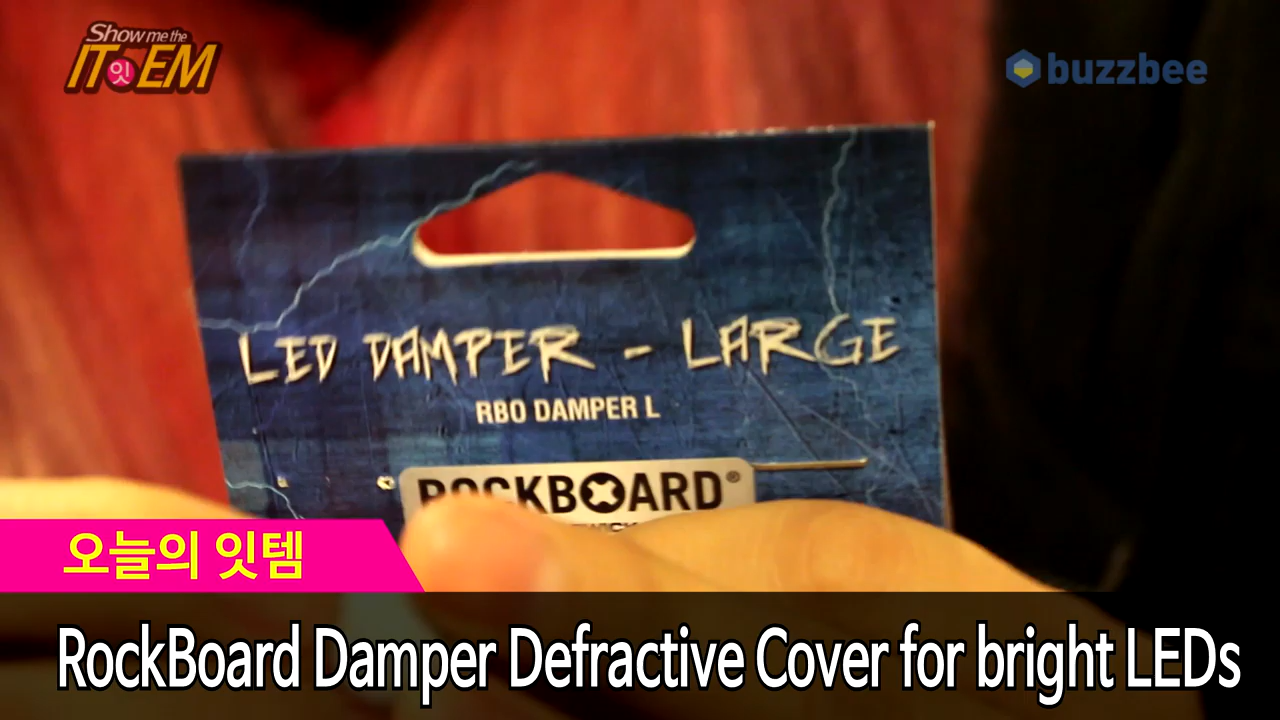 Show me the
IT잇EM
buzzbee
LED DAMPER - LARGE
RBO DAMPER L
ROCKBOARD®
오늘의 잇템
RockBoard Damper Defractive Cover for bright LEDs